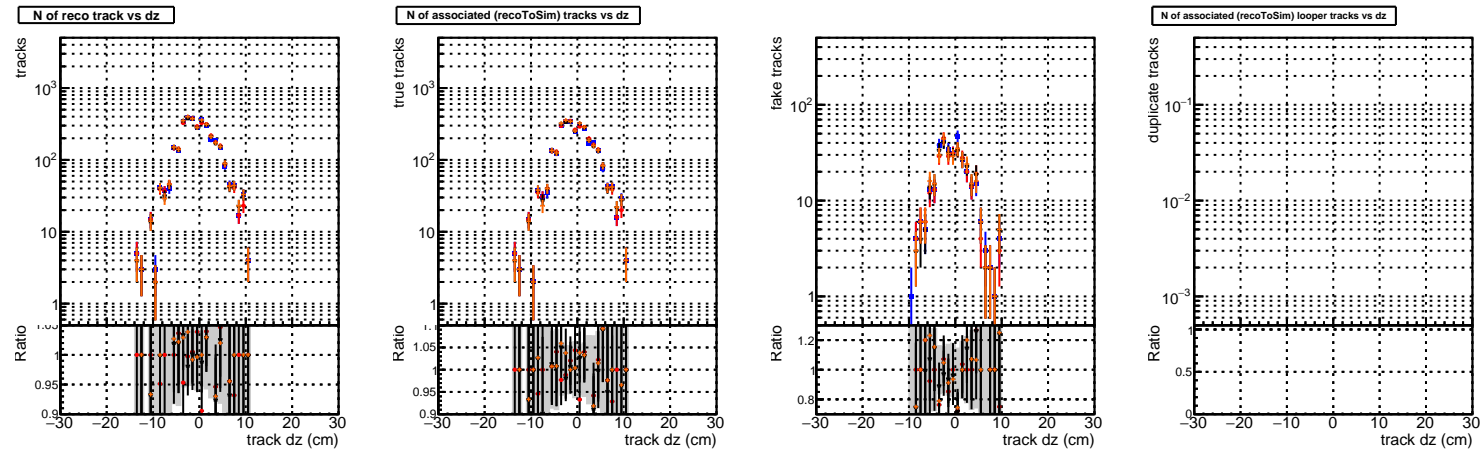 N of reco track vs dz
tracks
10³
10²
10
1
Ratio
1.05
1
0.95
0.9
−30 −20 −10 0 10 20 30
track dz (cm)
N of associated (recoToSim) tracks vs dz
true tracks
10³
10²
10
1
Ratio
1.1
1.05
1
0.95
0.9
−30 −20 −10 0 10 20 30
track dz (cm)
fake tracks
10²
10
1
Ratio
1.2
1
0.8
−30 −20 −10 0 10 20 30
track dz (cm)
N of associated (recoToSim) looper tracks vs dz
duplicate tracks
10⁻¹
10⁻²
10⁻³
Ratio
1
0.5
0
−30 −20 −10 0 10 20 30
track dz (cm)